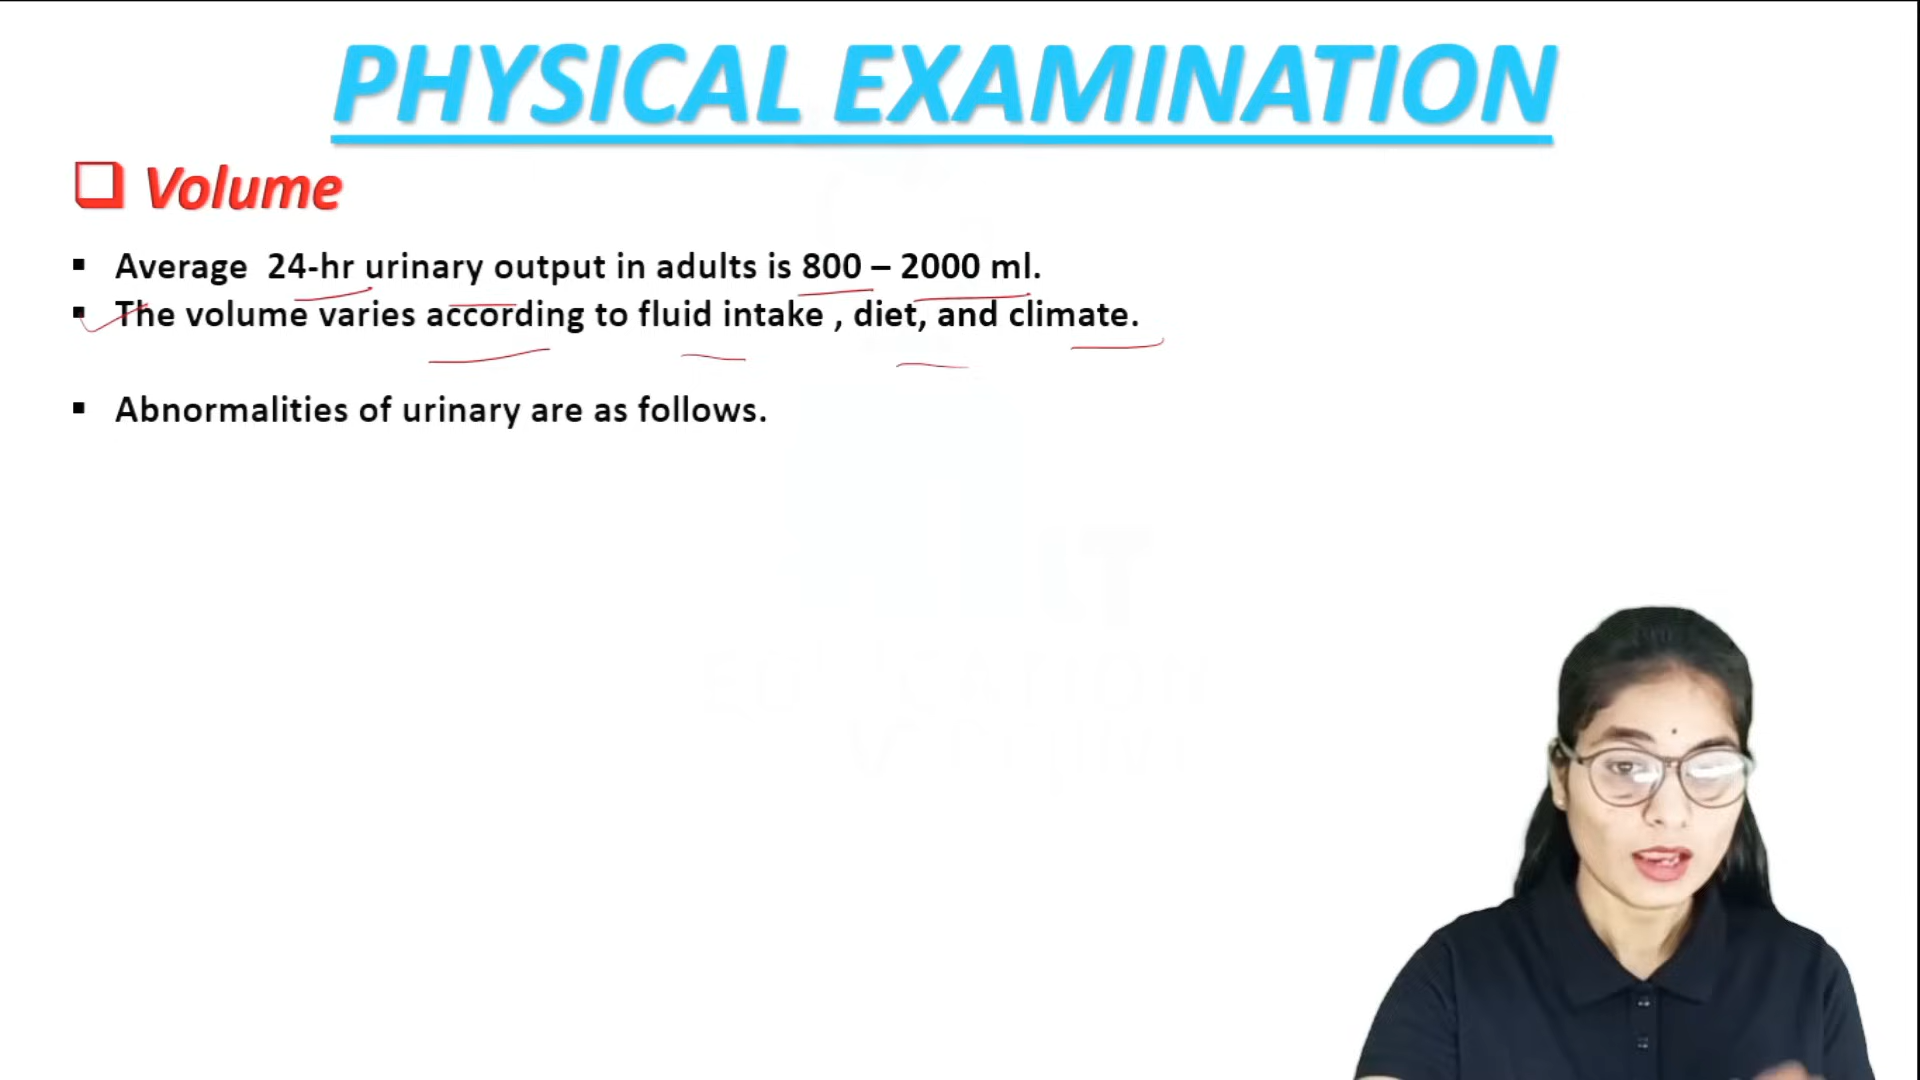 PHYSICAL EXAMINATION
Volume
Average 24-hr urinary output in adults is 800 – 2000 ml.
The volume varies according to fluid intake , diet, and climate.
Abnormalities of urinary are as follows.